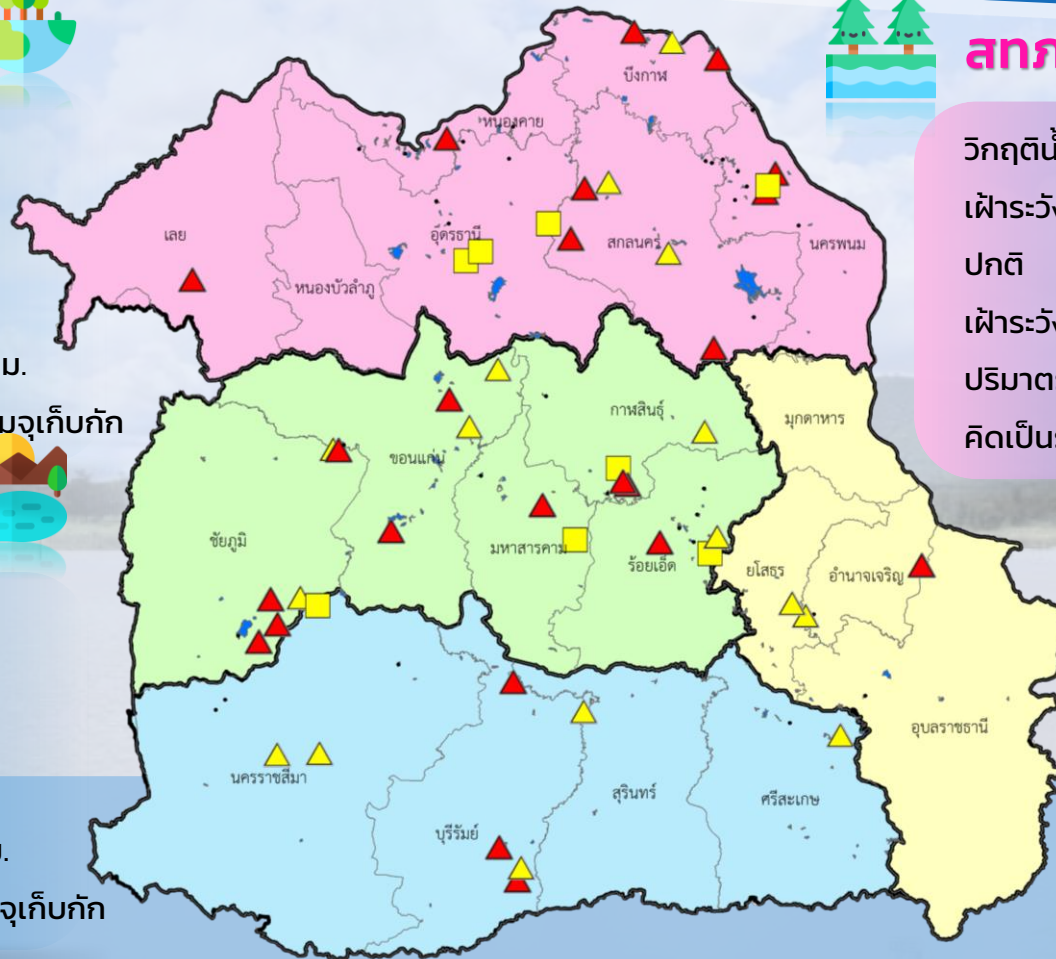 สทภ
วิกฤติน้
เฝ้าระวัง
ปกติ
เฝ้าระวัง
ปริมาตร
คิดเป็นร
ม.
มจุเก็บกัก
ม.
จุเก็บกัก
บึงกาฬ
หนองคาย
เลย
อุดรธานี
สกลนคร
นครพนม
หนองบัวลำภู
กาฬสินธุ์
มุกดาหาร
ขอนแก่น
ชัยภูมิ
มหาสารคาม
ร้อยเอ็ด
ยโสธร
อำนาจเจริญ
อุบลราชธานี
นครราชสีมา
สุรินทร์
ศรีสะเกษ
บุรีรัมย์